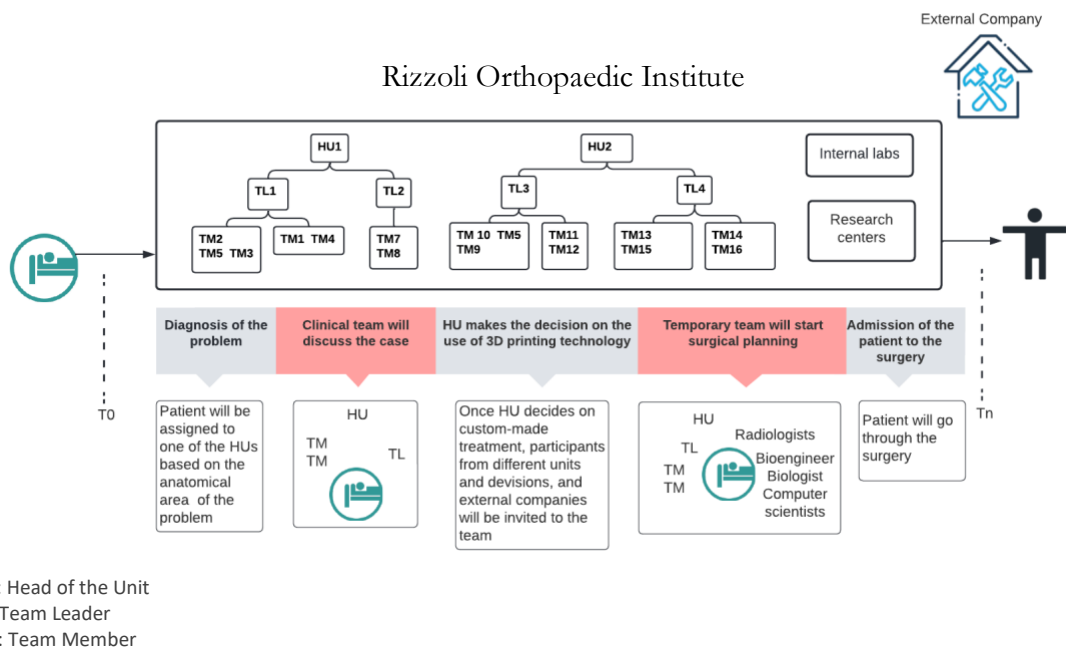 External Company
Rizzoli Orthopaedic Institute
HU1
HU2
Internal labs
TL1
TL2
TL3
TL4
Research
centers
TM2
TM5 TM3
TM1 TM4
TM7
TM8
TM 10 TM5
TM9
TM11
TM12
TM13
TM15
TM14
TM16
T0
Tn
Diagnosis of the
problem
Clinical team will
discuss the case
HU makes the decision on the
use of 3D printing technology
Temporary team will start
surgical planning
Admission of the
patient to the
surgery
Patient will be
assigned to
one of the HUs
based on the
anatomical
area of the
problem
HU
TM
TM
TL
Once HU decides on
custom-made
treatment, participants
from different units
and devisions, and
external companies
will be invited to the
team
HU
TL
TM
TM
Radiologists
Bioengineer
Biologist
Computer
scientists
Patient will go
through the
surgery
: Head of the Unit
Team Leader
: Team Member